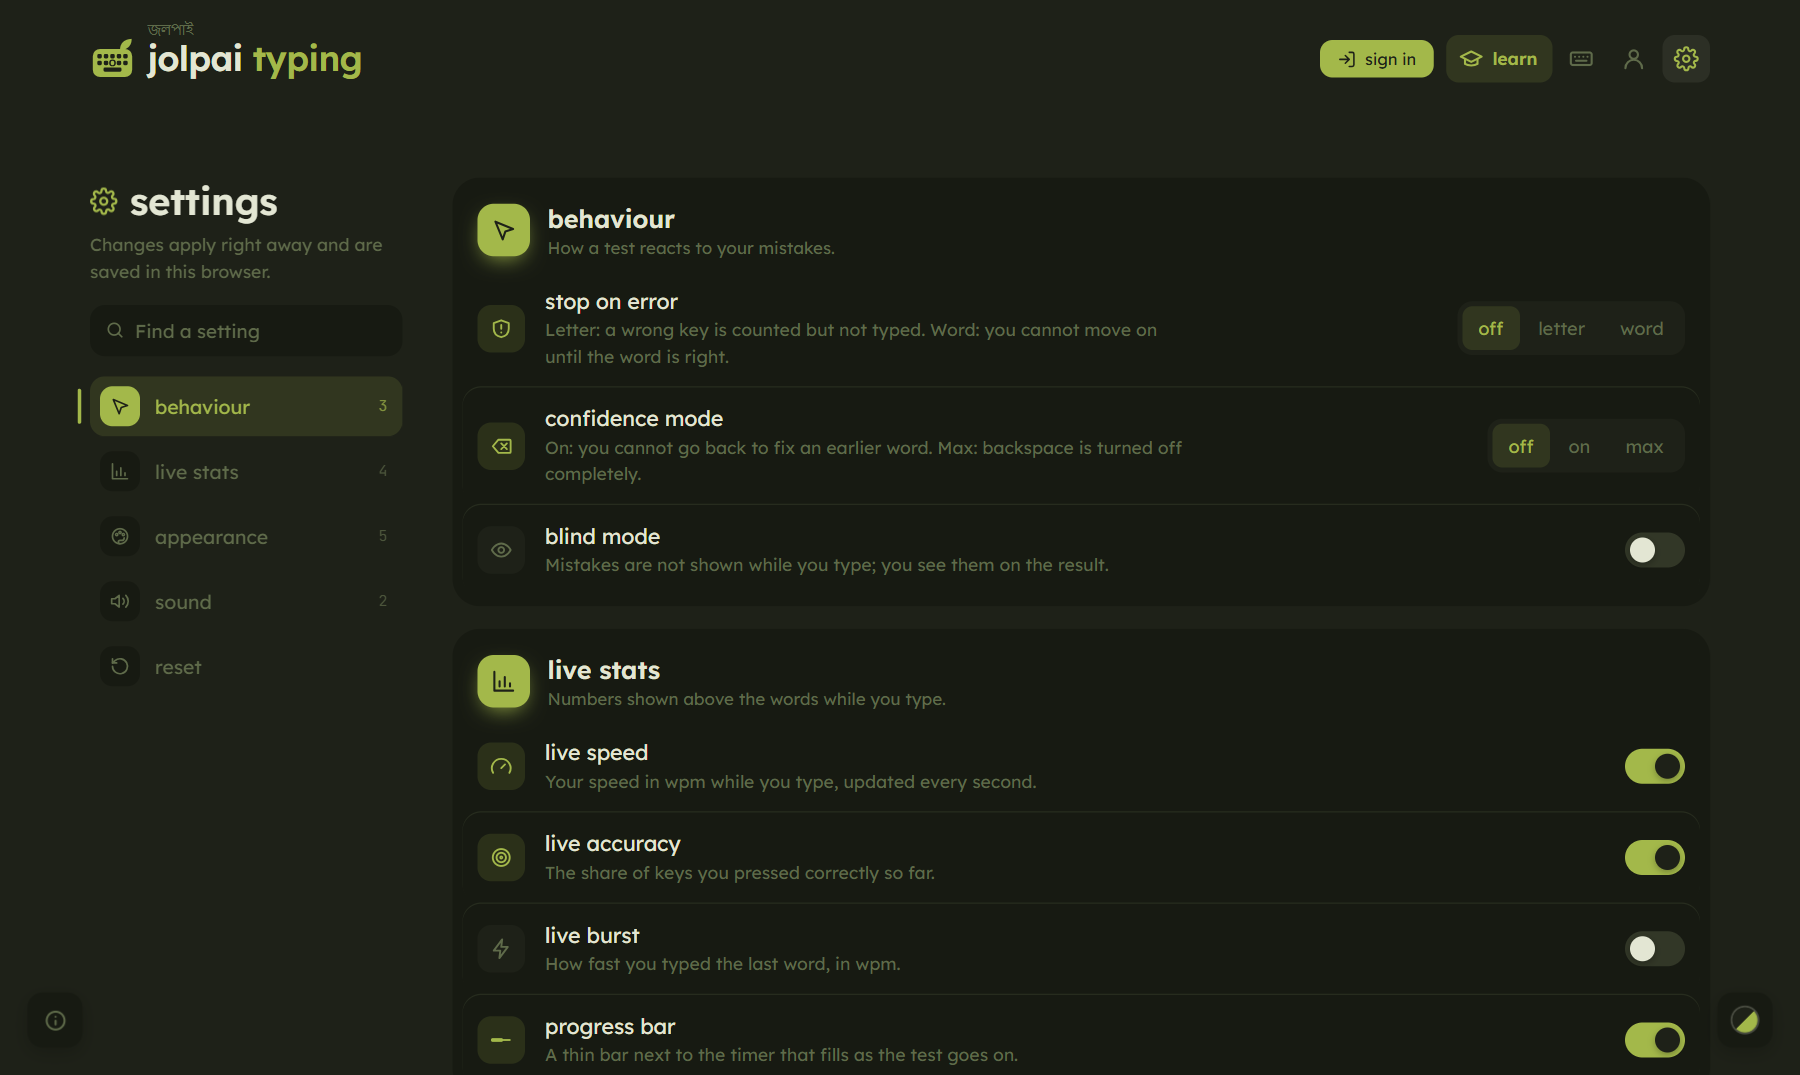 জলপাই
jolpai typing
sign in
learn
settings
Changes apply right away and are
saved in this browser.
Find a setting
behaviour 3
live stats 4
appearance 5
sound 2
reset
behaviour
How a test reacts to your mistakes.
stop on error
Letter: a wrong key is counted but not typed. Word: you cannot move on
until the word is right.
off letter word
confidence mode
On: you cannot go back to fix an earlier word. Max: backspace is turned off
completely.
off on max
blind mode
Mistakes are not shown while you type; you see them on the result.
live stats
Numbers shown above the words while you type.
live speed
Your speed in wpm while you type, updated every second.
live accuracy
The share of keys you pressed correctly so far.
live burst
How fast you typed the last word, in wpm.
progress bar
A thin bar next to the timer that fills as the test goes on.